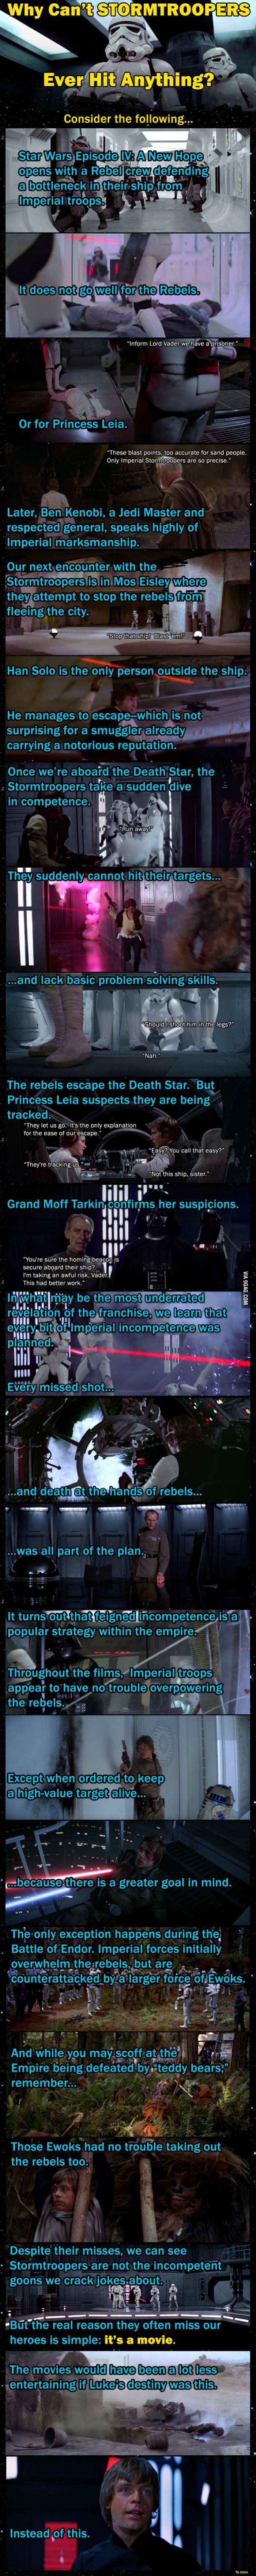 Why Can't STORMTROOPERS
Ever Hit Anything?
Consider the following...
Star Wars Episode IV: A New Hope
opens with a Rebel crew defending
a bottleneck in their ship from
Imperial troops.
It does not go well for the Rebels.
"Inform Lord Vader we have a prisoner."
Or for Princess Leia.
"These blast points, too accurate for sand people.
Only Imperial Stormtroopers are so precise."
Later, Ben Kenobi, a Jedi Master and
respected general, speaks highly of
Imperial marksmanship.
Our next encounter with the
Stormtroopers is in Mos Eisley where
they attempt to stop the rebels from
fleeing the city.
"Stop that ship! Blast 'em!"
Han Solo is the only person outside the ship.
He manages to escape–which is not
surprising for a smuggler already
carrying a notorious reputation.
Once we're aboard the Death Star, the
Stormtroopers take a sudden dive
in competence.
"Run away!"
They suddenly cannot hit their targets...
...and lack basic problem solving skills.
"Should I shoot him in the legs?"
"Nah."
The rebels escape the Death Star. But
Princess Leia suspects they are being
tracked.
"They let us go. It's the only explanation
for the ease of our escape."
"Easy? You call that easy?"
"They're tracking us."
"Not this ship, sister."
Grand Moff Tarkin confirms her suspicions.
"You're sure the homing beacon is
secure aboard their ship?
I'm taking an awful risk, Vader.
This had better work."
VIA 9GAG.COM
In what may be the most underrated
revelation of the franchise, we learn that
every bit of Imperial incompetence was
planned.
Every missed shot...
...and death at the hands of rebels...
...was all part of the plan.
It turns out that feigned incompetence is a
popular strategy within the empire.
Throughout the films, Imperial troops
appear to have no trouble overpowering
the rebels.
Except when ordered to keep
a high-value target alive...
...because there is a greater goal in mind.
The only exception happens during the
Battle of Endor. Imperial forces initially
overwhelm the rebels, but are
counterattacked by a larger force of Ewoks.
And while you may scoff at the
Empire being defeated by "teddy bears,"
remember...
Those Ewoks had no trouble taking out
the rebels too.
Despite their misses, we can see
Stormtroopers are not the incompetent
goons we crack jokes about.
But the real reason they often miss our
heroes is simple: it's a movie.
The movies would have been a lot less
entertaining if Luke's destiny was this.
Instead of this.